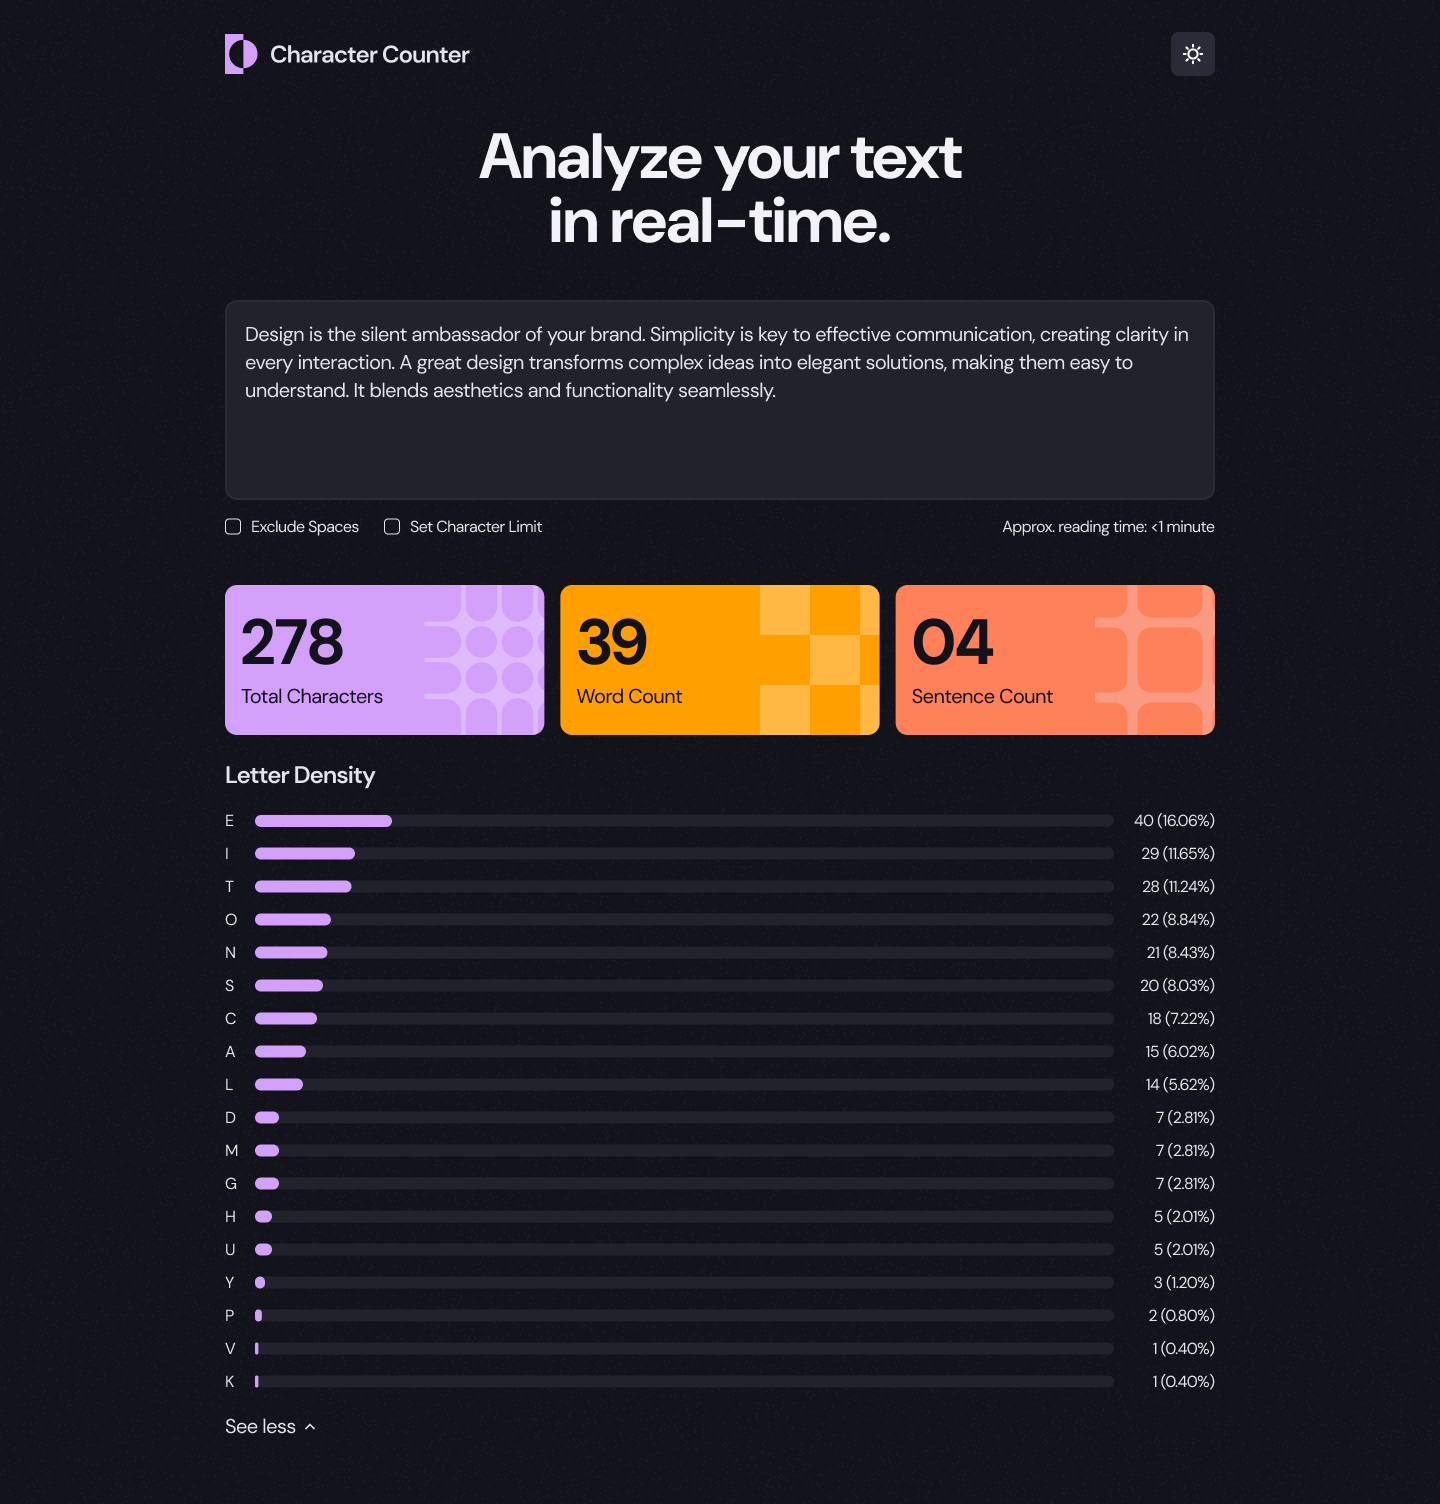 Character Counter
Analyze your text
in real-time.
Design is the silent ambassador of your brand. Simplicity is key to effective communication, creating clarity in
every interaction. A great design transforms complex ideas into elegant solutions, making them easy to
understand. It blends aesthetics and functionality seamlessly.
Exclude Spaces Set Character Limit Approx. reading time: <1 minute
278 39 04
Total Characters Word Count Sentence Count
Letter Density
E 40 (16.06%)
I 29 (11.65%)
T 28 (11.24%)
O 22 (8.84%)
N 21 (8.43%)
S 20 (8.03%)
C 18 (7.22%)
A 15 (6.02%)
L 14 (5.62%)
D 7 (2.81%)
M 7 (2.81%)
G 7 (2.81%)
H 5 (2.01%)
U 5 (2.01%)
Y 3 (1.20%)
P 2 (0.80%)
V 1 (0.40%)
K 1 (0.40%)
See less